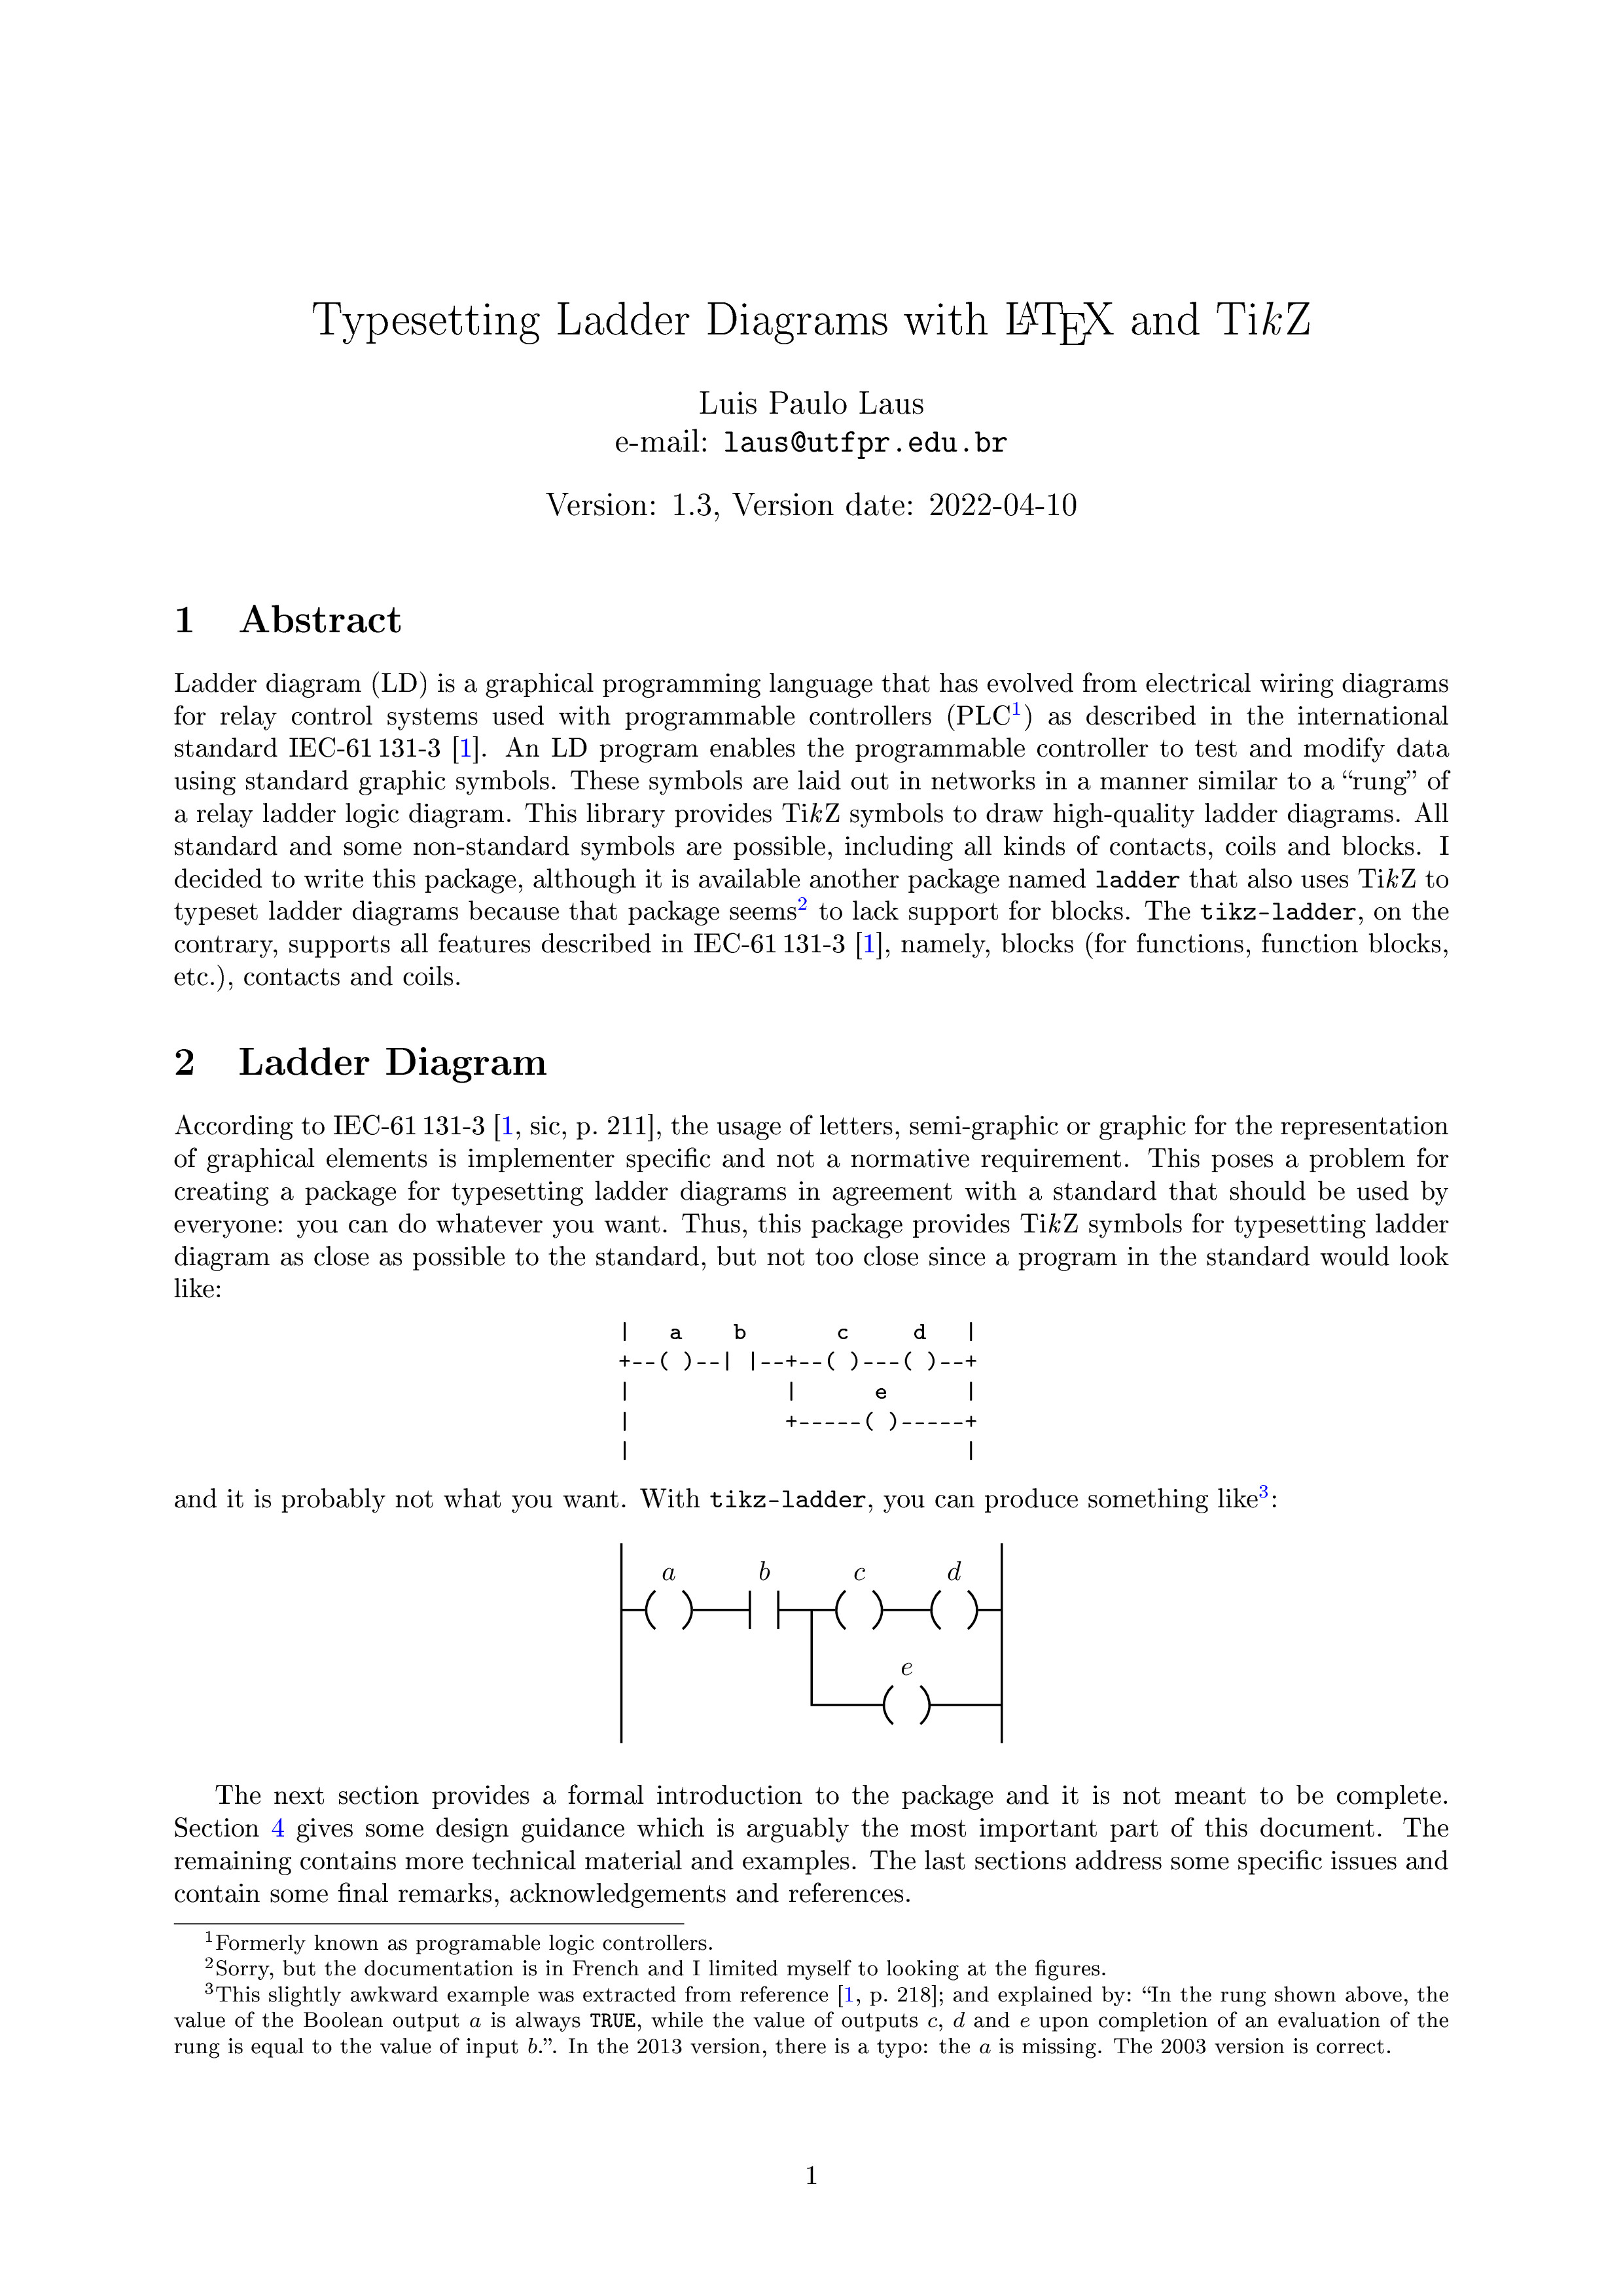 Typesetting Ladder Diagrams with LATEX and TikZ
Luis Paulo Laus
e-mail: laus@utfpr.edu.br
Version: 1.3, Version date: 2022-04-10
1 Abstract
Ladder diagram (LD) is a graphical programming language that has evolved from electrical wiring diagrams
for relay control systems used with programmable controllers (PLC1) as described in the international
standard IEC-61 131-3 [1]. An LD program enables the programmable controller to test and modify data
using standard graphic symbols. These symbols are laid out in networks in a manner similar to a “rung” of
a relay ladder logic diagram. This library provides TikZ symbols to draw high-quality ladder diagrams. All
standard and some non-standard symbols are possible, including all kinds of contacts, coils and blocks. I
decided to write this package, although it is available another package named ladder that also uses TikZ to
typeset ladder diagrams because that package seems2 to lack support for blocks. The tikz-ladder, on the
contrary, supports all features described in IEC-61 131-3 [1], namely, blocks (for functions, function blocks,
etc.), contacts and coils.
2 Ladder Diagram
According to IEC-61 131-3 [1, sic, p. 211], the usage of letters, semi-graphic or graphic for the representation
of graphical elements is implementer specific and not a normative requirement. This poses a problem for
creating a package for typesetting ladder diagrams in agreement with a standard that should be used by
everyone: you can do whatever you want. Thus, this package provides TikZ symbols for typesetting ladder
diagram as close as possible to the standard, but not too close since a program in the standard would look
like:
|   a    b       c     d   |
+--( )--| |--+--( )---( )--+
|            |      e      |
|            +-----( )-----+
|                          |
and it is probably not what you want. With tikz-ladder, you can produce something like3:
a b c d
e
The next section provides a formal introduction to the package and it is not meant to be complete.
Section 4 gives some design guidance which is arguably the most important part of this document. The
remaining contains more technical material and examples. The last sections address some specific issues and
contain some final remarks, acknowledgements and references.
1Formerly known as programable logic controllers.
2Sorry, but the documentation is in French and I limited myself to looking at the figures.
3This slightly awkward example was extracted from reference [1, p. 218]; and explained by: “In the rung shown above, the
value of the Boolean output a is always TRUE, while the value of outputs c, d and e upon completion of an evaluation of the
rung is equal to the value of input b.”. In the 2013 version, there is a typo: the a is missing. The 2003 version is correct.
1